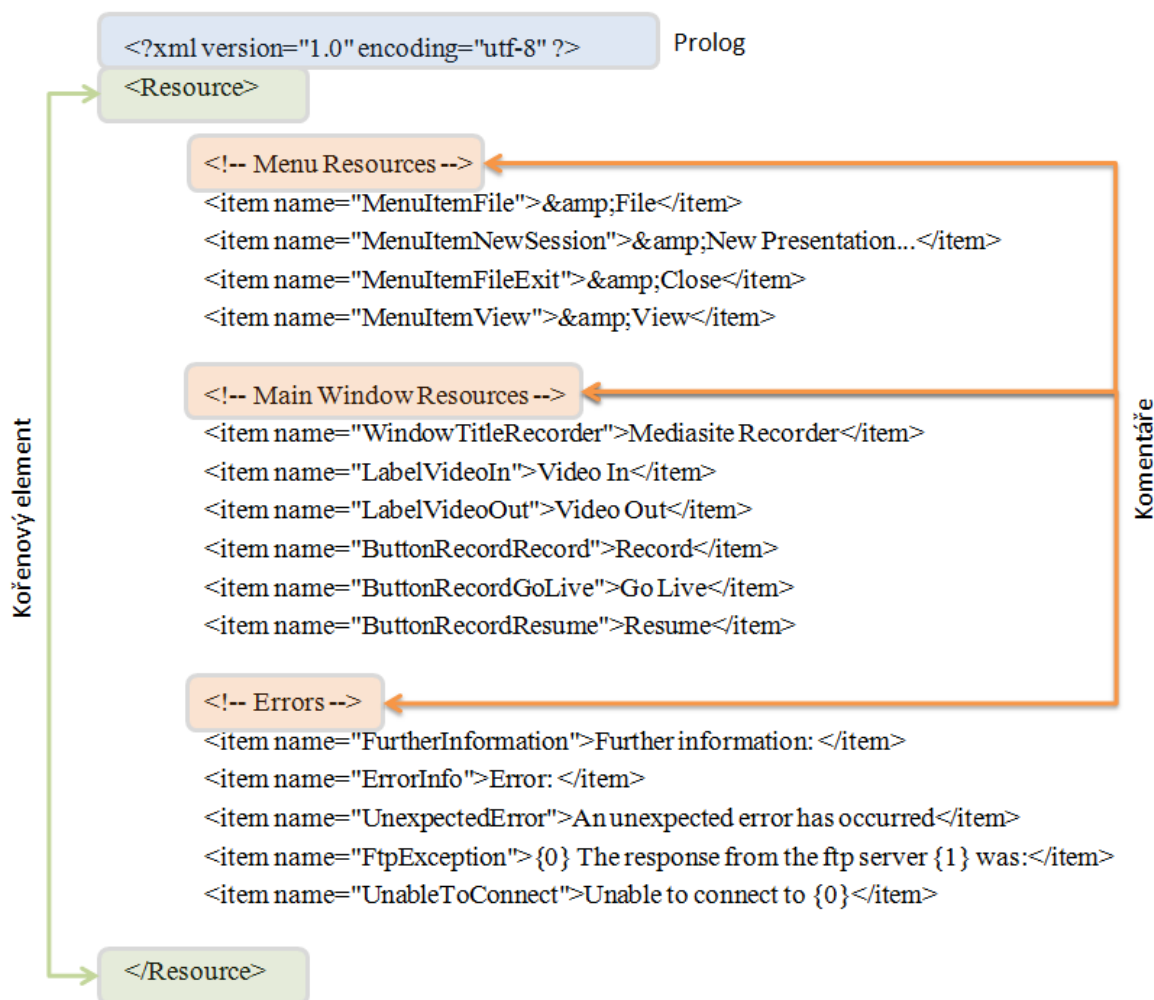 <?xml version="1.0" encoding="utf-8" ?>
Prolog
<Resource>
<!-- Menu Resources -->
<item name="MenuItemFile">&amp;File</item>
<item name="MenuItemNewSession">&amp;New Presentation...</item>
<item name="MenuItemFileExit">&amp;Close</item>
<item name="MenuItemView">&amp;View</item>
<!-- Main Window Resources -->
<item name="WindowTitleRecorder">Mediasite Recorder</item>
<item name="LabelVideoIn">Video In</item>
<item name="LabelVideoOut">Video Out</item>
<item name="ButtonRecordRecord">Record</item>
<item name="ButtonRecordGoLive">Go Live</item>
<item name="ButtonRecordResume">Resume</item>
<!-- Errors -->
<item name="FurtherInformation">Further information: </item>
<item name="ErrorInfo">Error: </item>
<item name="UnexpectedError">An unexpected error has occurred</item>
<item name="FtpException">{0} The response from the ftp server {1} was:</item>
<item name="UnableToConnect">Unable to connect to {0}</item>
</Resource>
Kořenový element
Komentáře